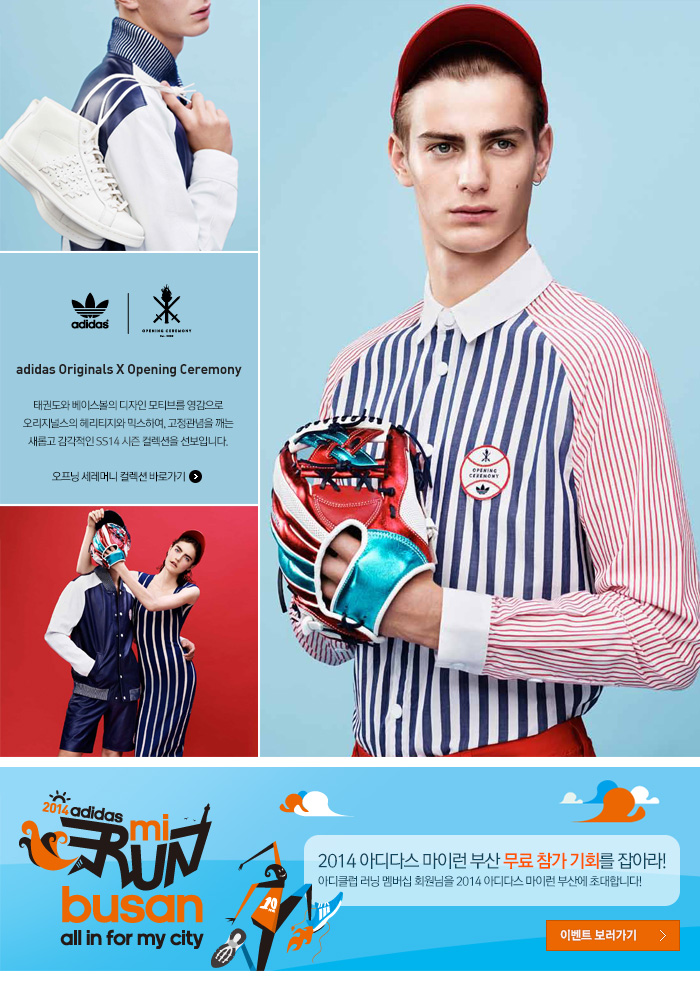 adidas
OPENING CEREMONY
adidas Originals X Opening Ceremony
태권도와 베이스볼의 디자인 모티브를 영감으로
오리지널스의 헤리티지와 믹스하여, 고정관념을 깨는
새롭고 감각적인 SS14 시즌 컬렉션을 선보입니다.
오프닝 세레머니 컬렉션 바로가기
OPENING
CEREMONY
2014 adidas
mi
RUN
busan
all in for my city
2014 아디다스 마이런 부산 무료 참가 기회를 잡아라!
아디클럽 러닝 멤버십 회원님을 2014 아디다스 마이런 부산에 초대합니다!
이벤트 보러가기